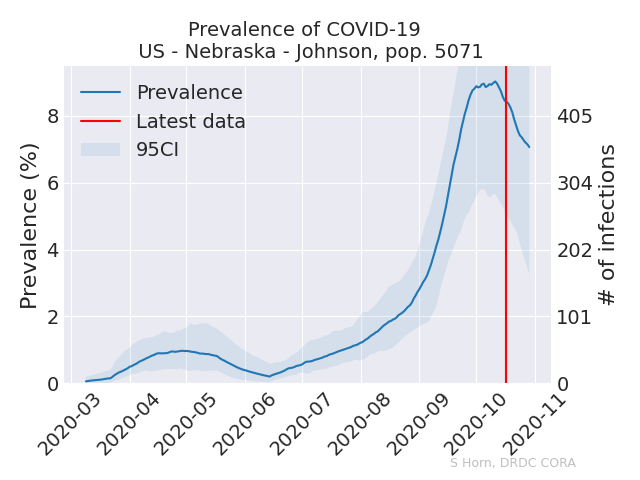 Prevalence of COVID-19
US - Nebraska - Johnson, pop. 5071
Prevalence
Latest data
95CI
Prevalence (%)
8
6
4
2
0
405
304
202
101
0
# of infections
2020-03
2020-04
2020-05
2020-06
2020-07
2020-08
2020-09
2020-10
2020-11
S Horn, DRDC CORA